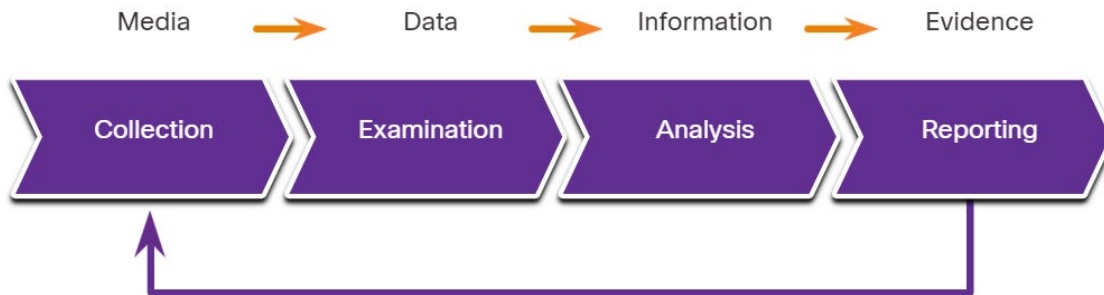 Media Data Information Evidence
Collection Examination Analysis Reporting